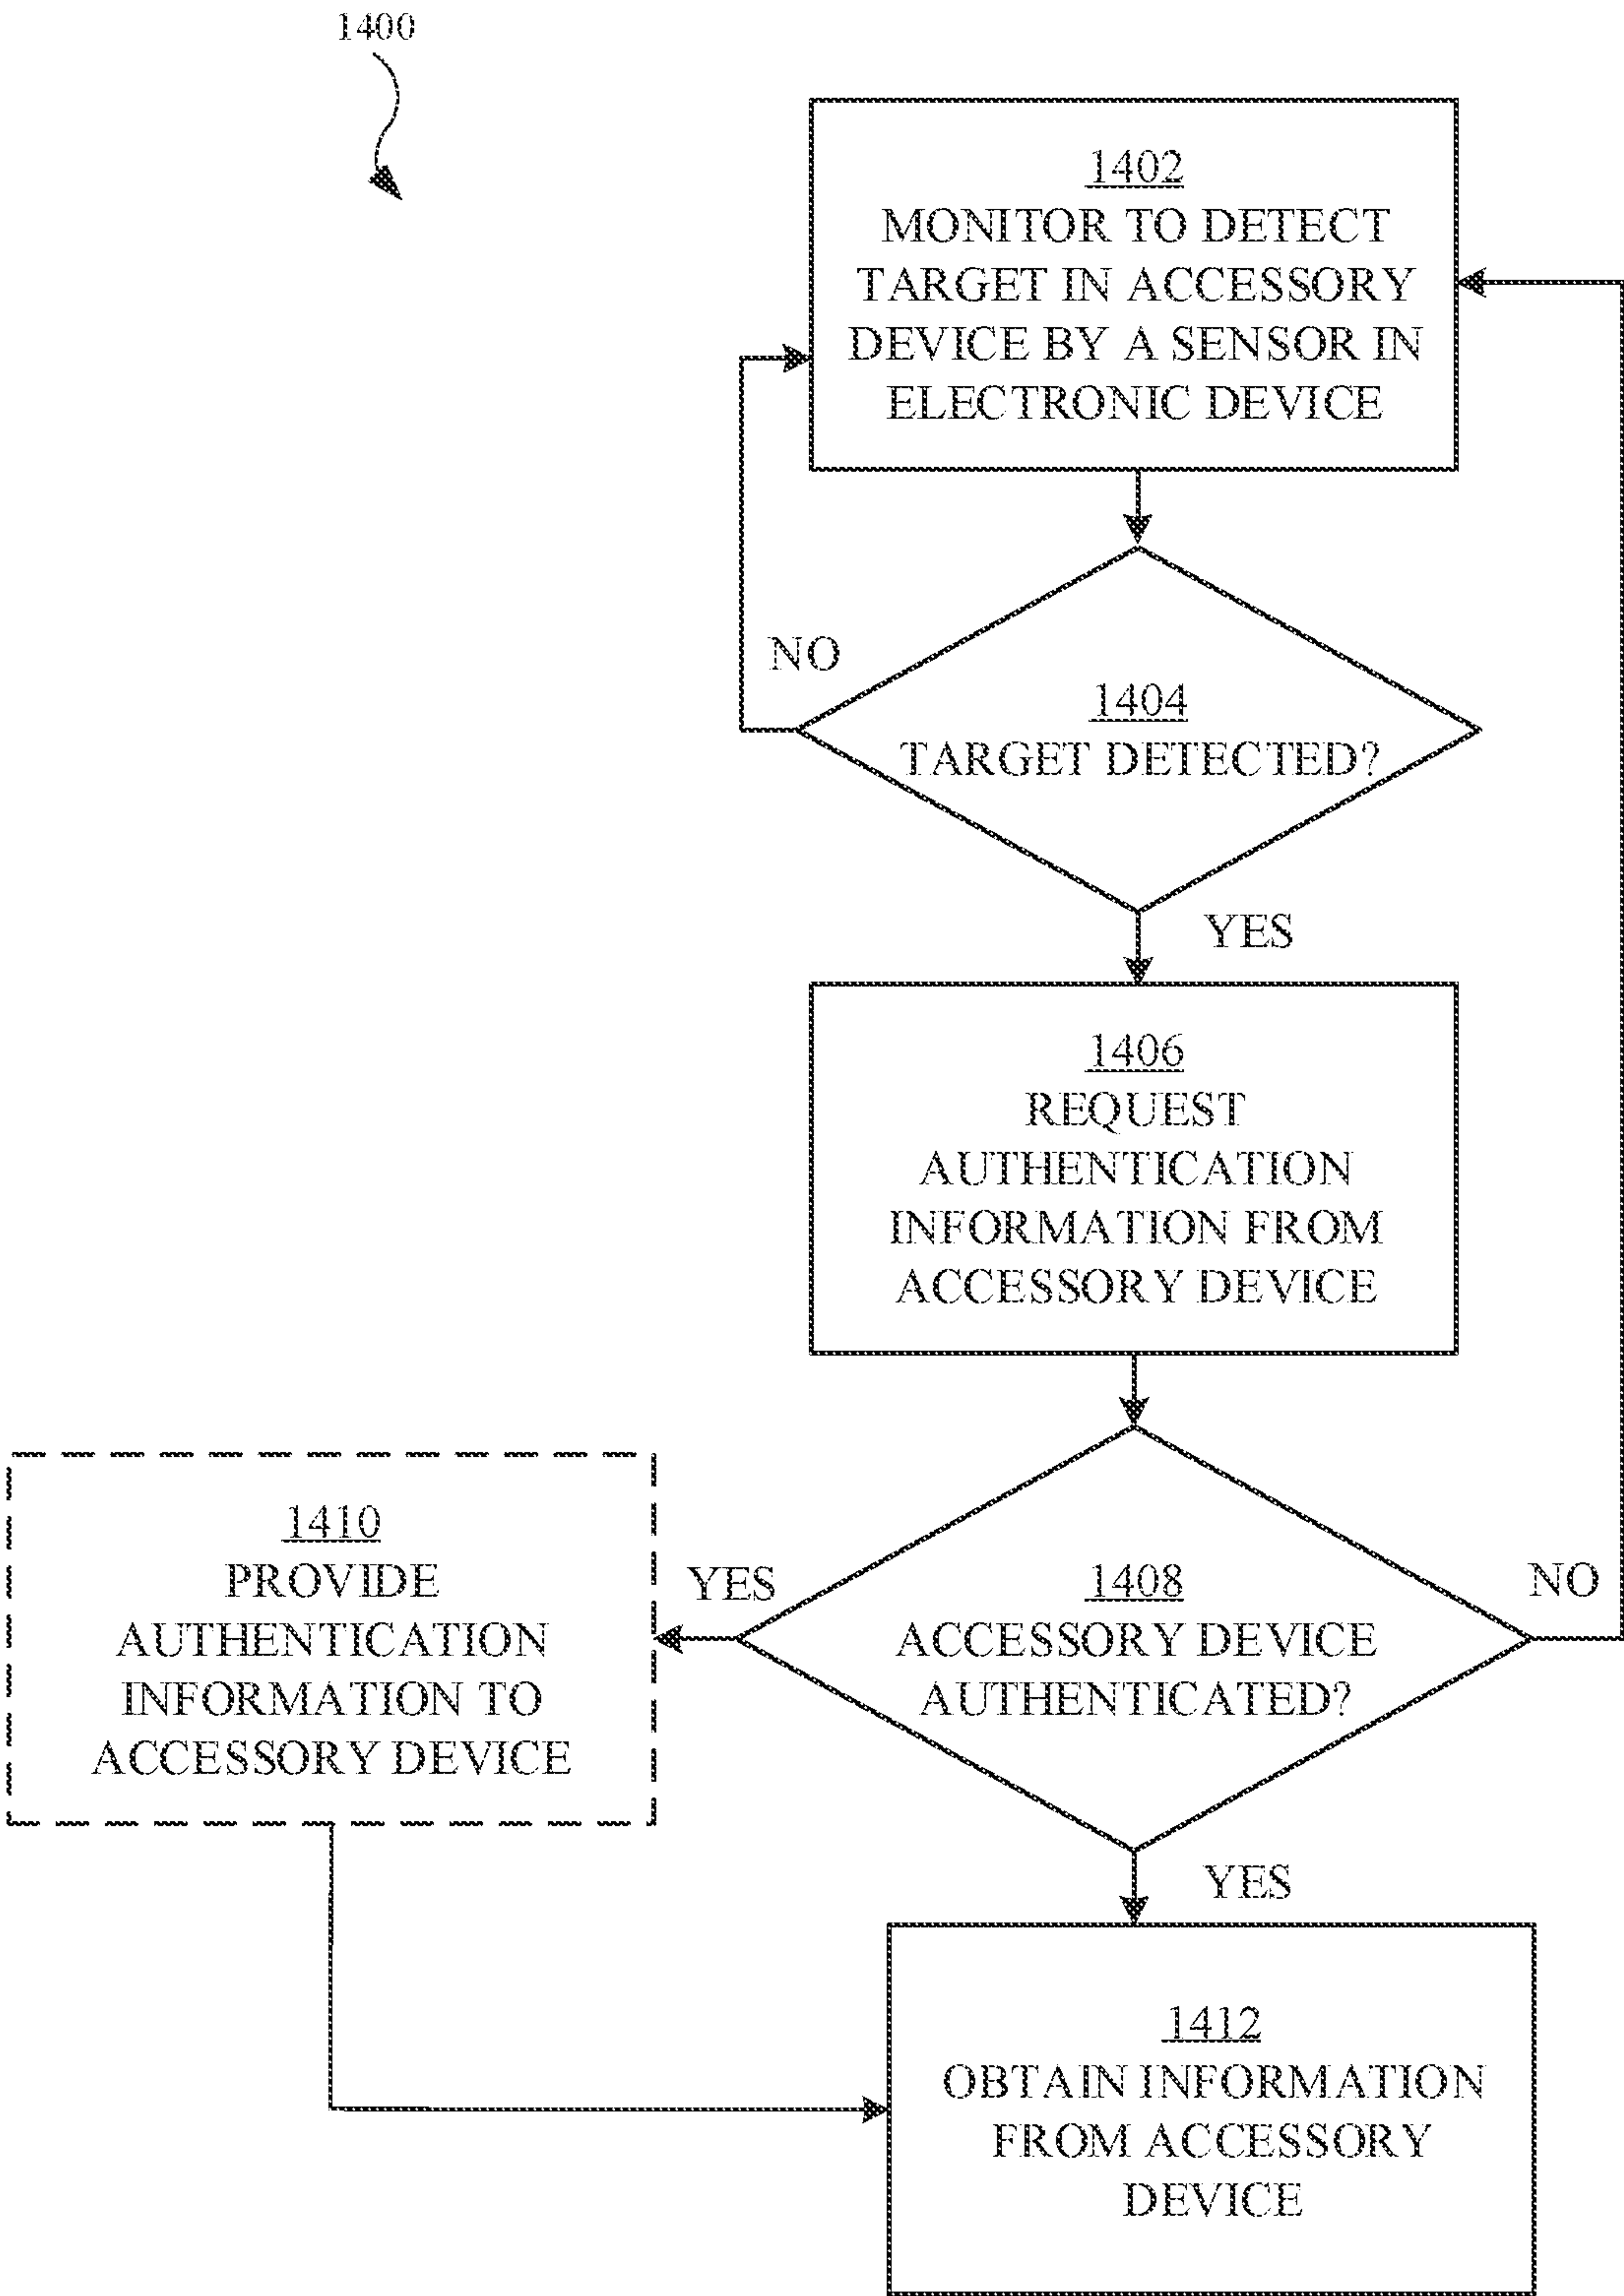 1400
1402
MONITOR TO DETECT
TARGET IN ACCESSORY
DEVICE BY A SENSOR IN
ELECTRONIC DEVICE
NO
1404
TARGET DETECTED?
YES
1406
REQUEST
AUTHENTICATION
INFORMATION FROM
ACCESSORY DEVICE
1410
PROVIDE
AUTHENTICATION
INFORMATION TO
ACCESSORY DEVICE
YES
1408
ACCESSORY DEVICE
AUTHENTICATED?
NO
YES
1412
OBTAIN INFORMATION
FROM ACCESSORY
DEVICE